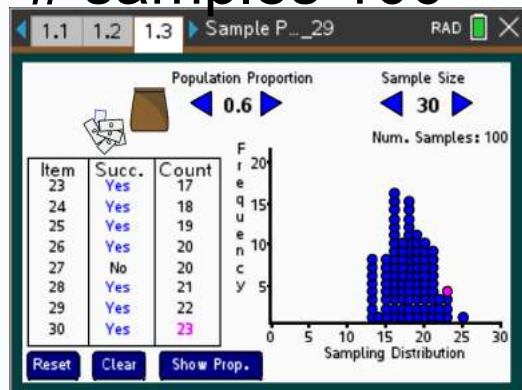 # samples 100
1.1 1.2 1.3 Sample P..._29 RAD
Population Proportion
0.6
Sample Size
30
Num. Samples: 100
Item Succ. Count
23 Yes 17
24 Yes 18
25 Yes 19
26 Yes 20
27 No 20
28 Yes 21
29 Yes 22
30 Yes 23
Frequency
20
15
10
5
0 5 10 15 20 25 30
Sampling Distribution
Reset Clear Show Prop.